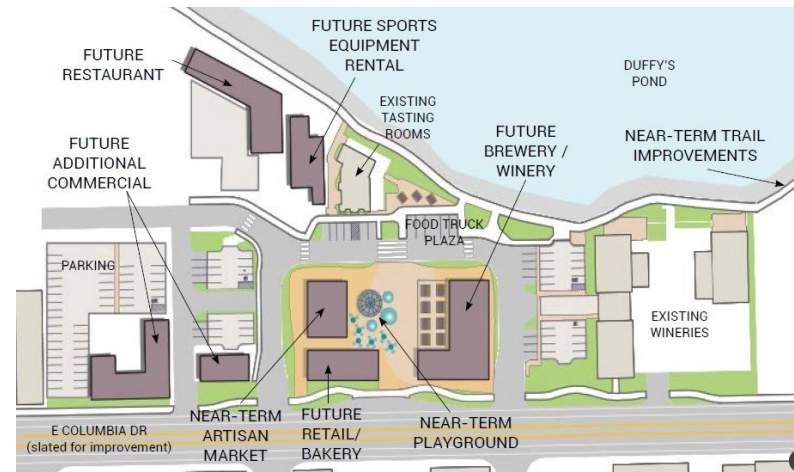 FUTURE SPORTS
EQUIPMENT
RENTAL
FUTURE
RESTAURANT
DUFFY'S
POND
EXISTING
TASTING
ROOMS
FUTURE
BREWERY /
WINERY
NEAR-TERM TRAIL
IMPROVEMENTS
FUTURE
ADDITIONAL
COMMERCIAL
FOOD TRUCK
PLAZA
PARKING
EXISTING
WINERIES
E COLUMBIA DR
(slated for improvement)
NEAR-TERM
ARTISAN
MARKET
FUTURE
RETAIL/
BAKERY
NEAR-TERM
PLAYGROUND